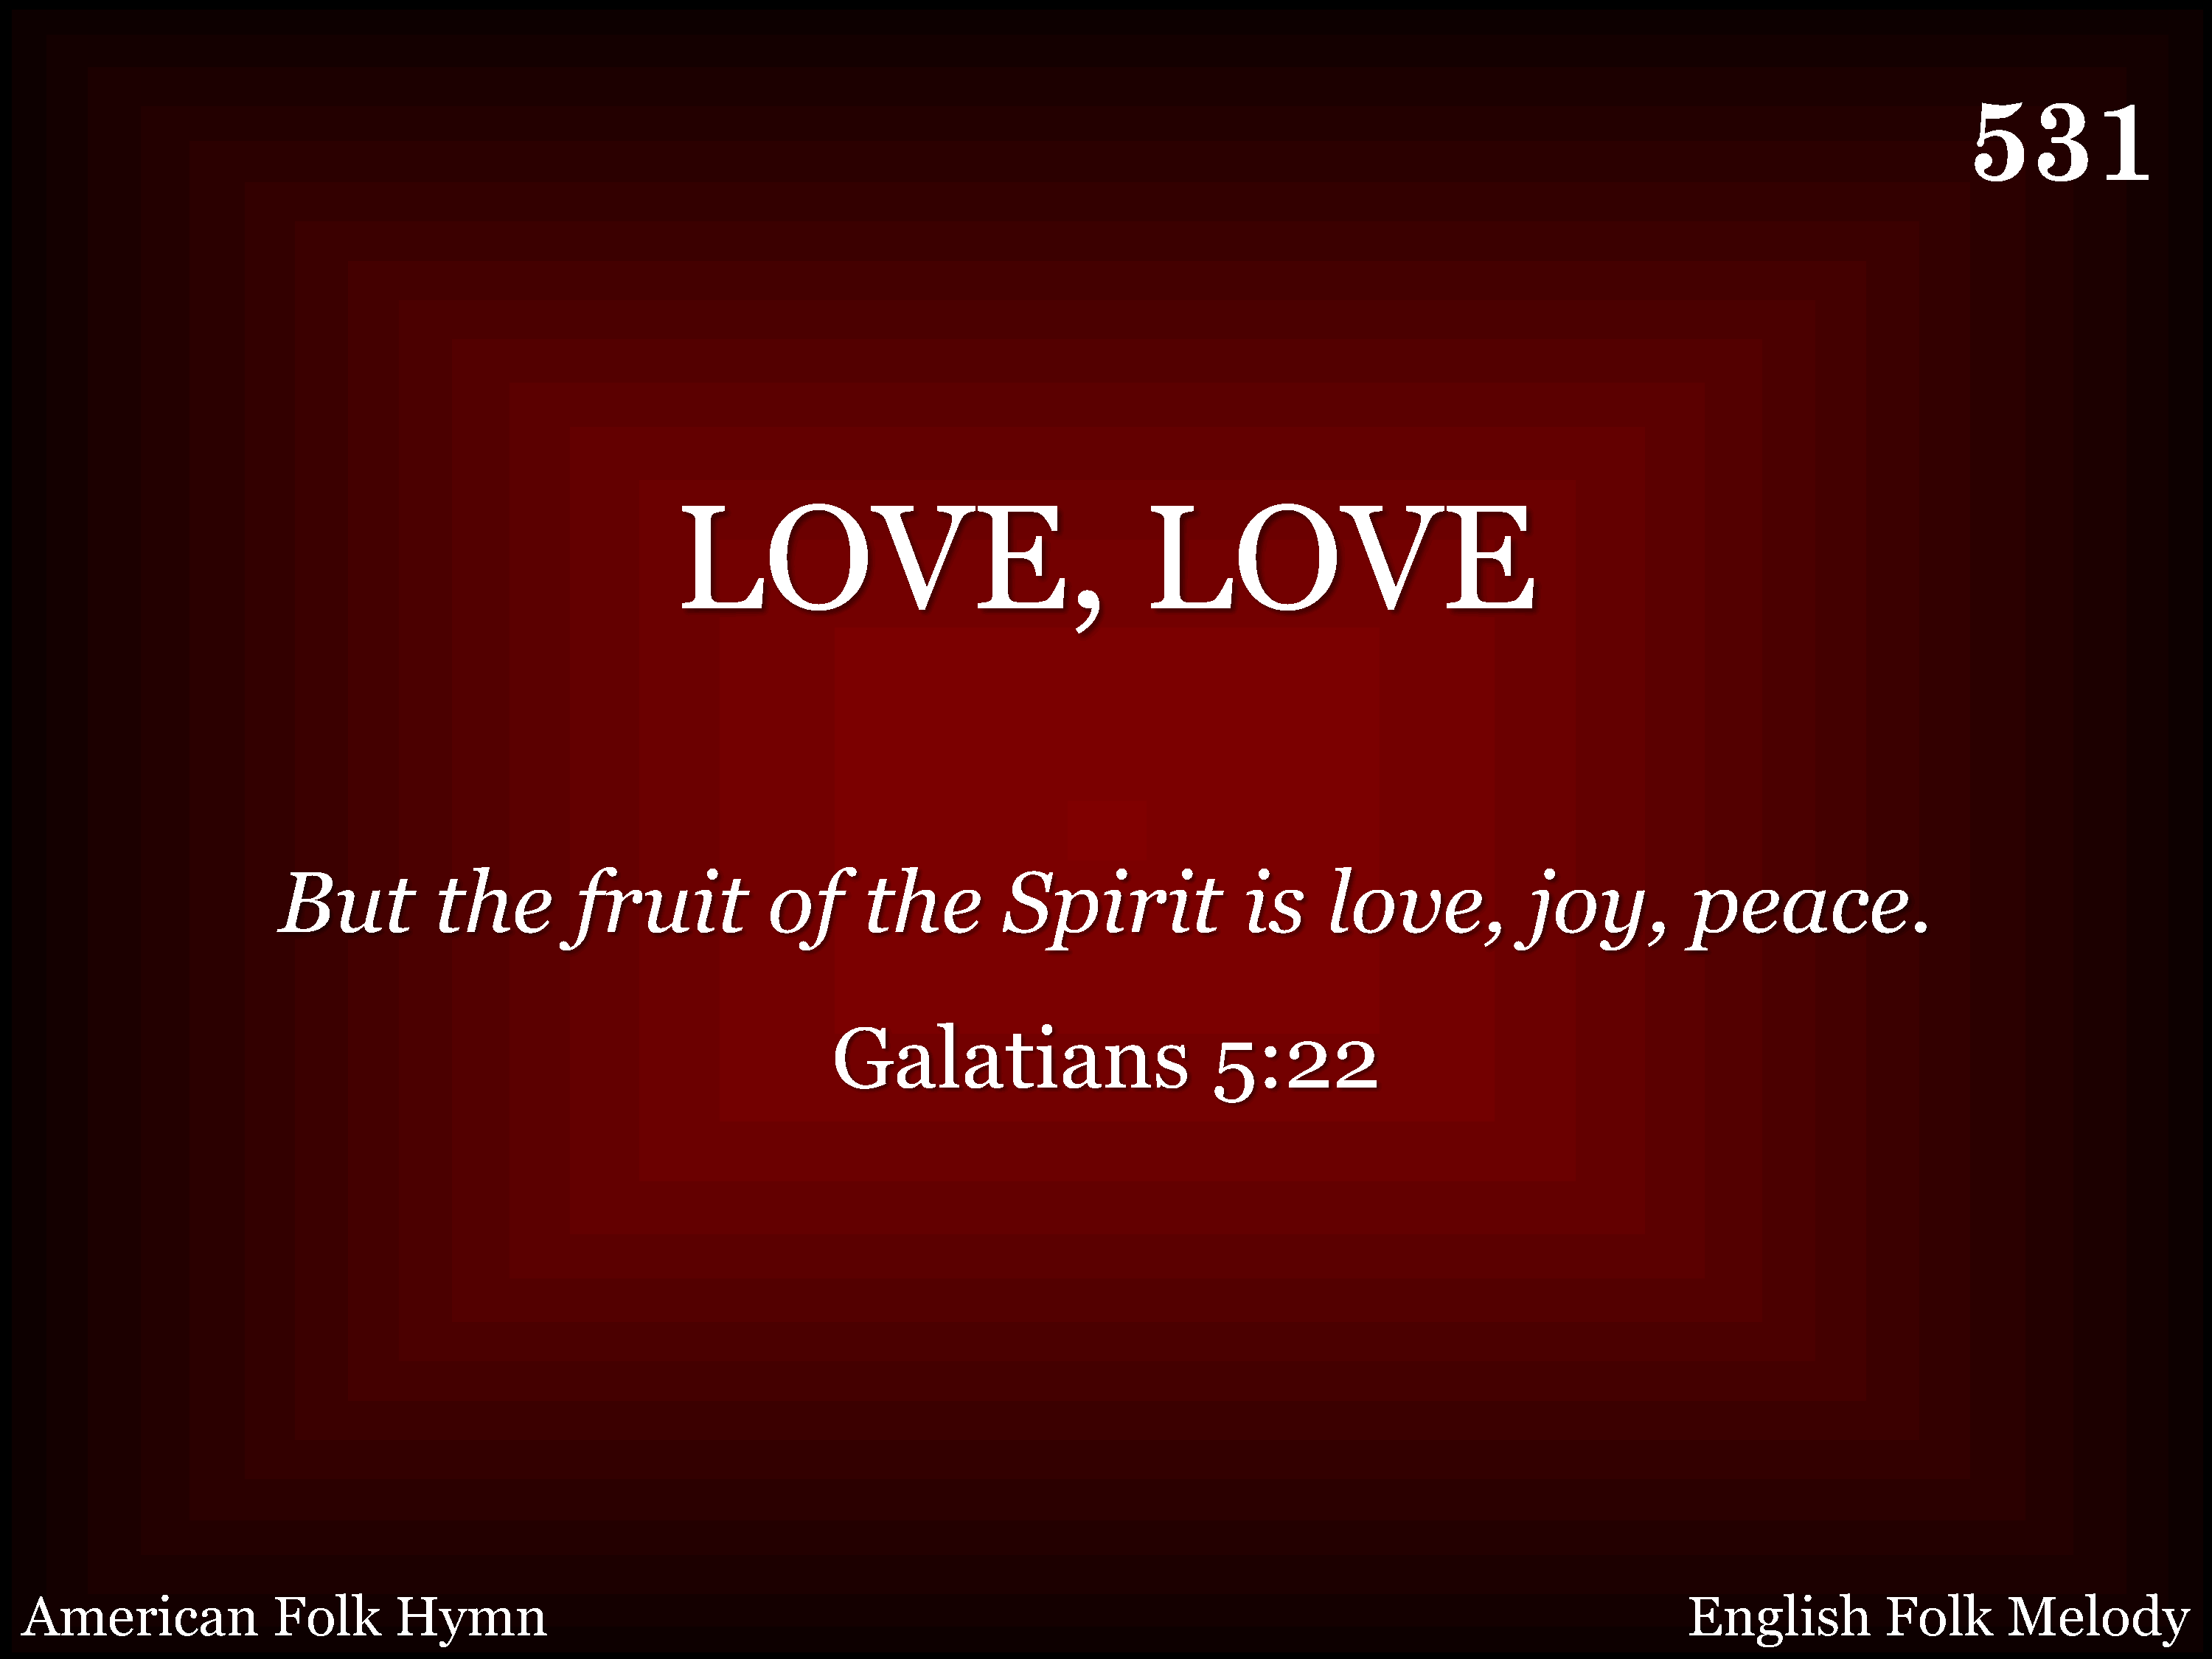 531
LOVE, LOVE
But the fruit of the Spirit is love, joy, peace.
Galatians 5:22
American Folk Hymn
English Folk Melody